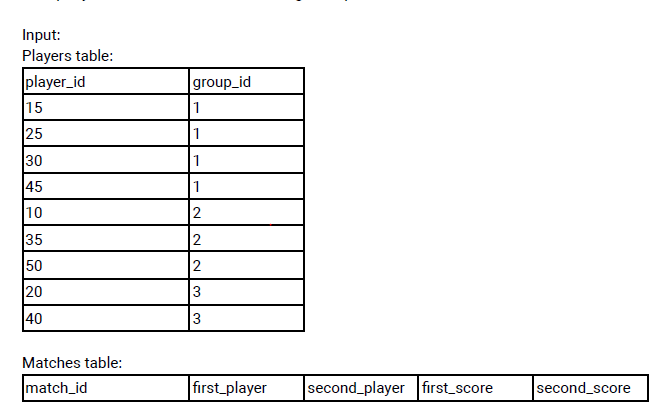 Input:
Players table:
player_id group_id
15 1
25 1
30 1
45 1
10 2
35 2
50 2
20 3
40 3
Matches table:
match_id first_player second_player first_score second_score